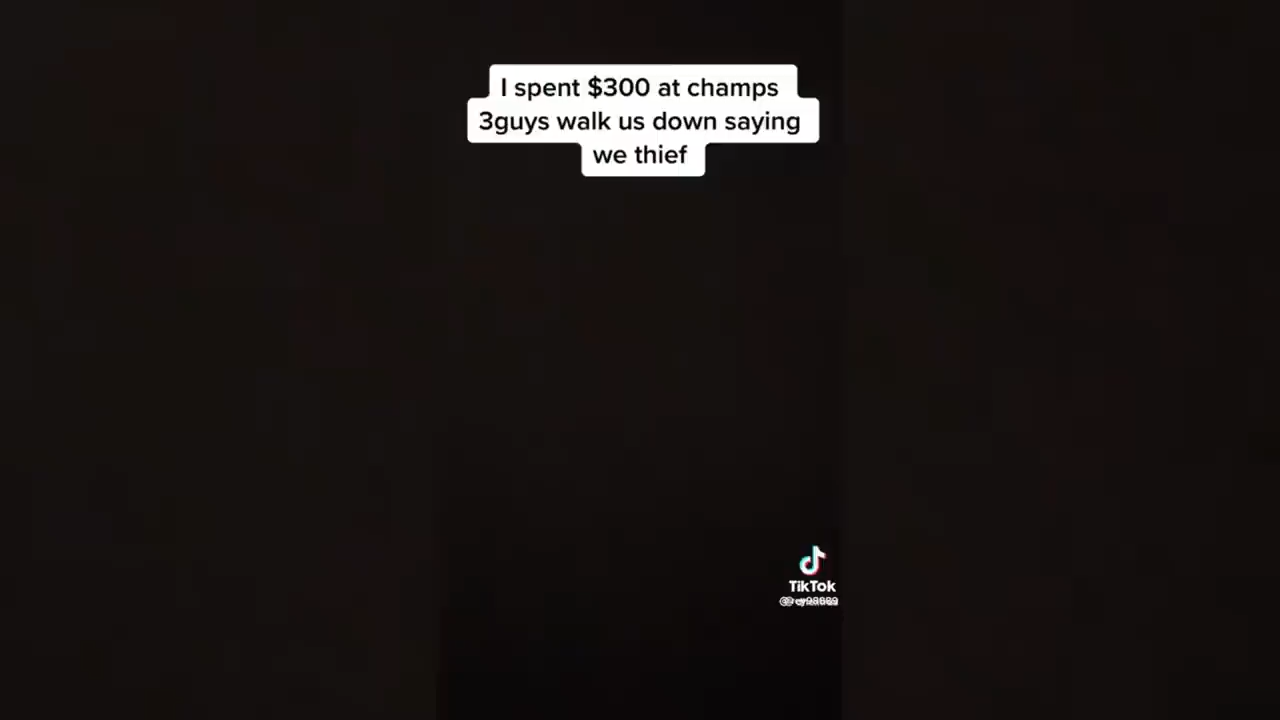 I spent $300 at champs
3guys walk us down saying
we thief
TikTok